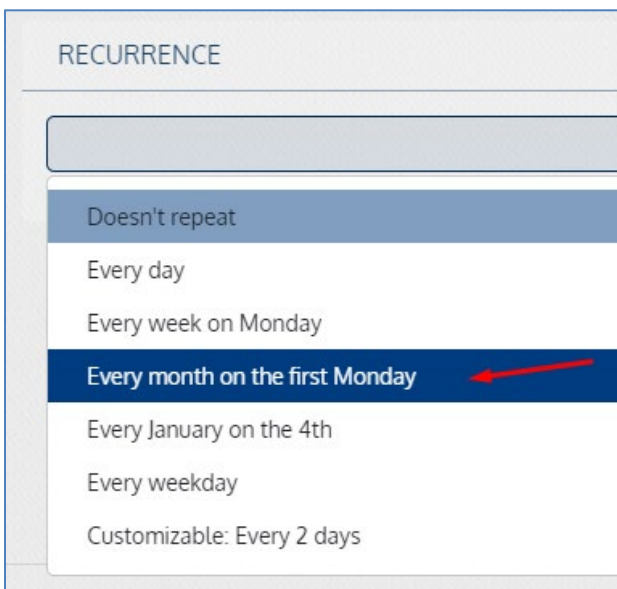 RECURRENCE
Doesn't repeat
Every day
Every week on Monday
Every month on the first Monday
Every January on the 4th
Every weekday
Customizable: Every 2 days